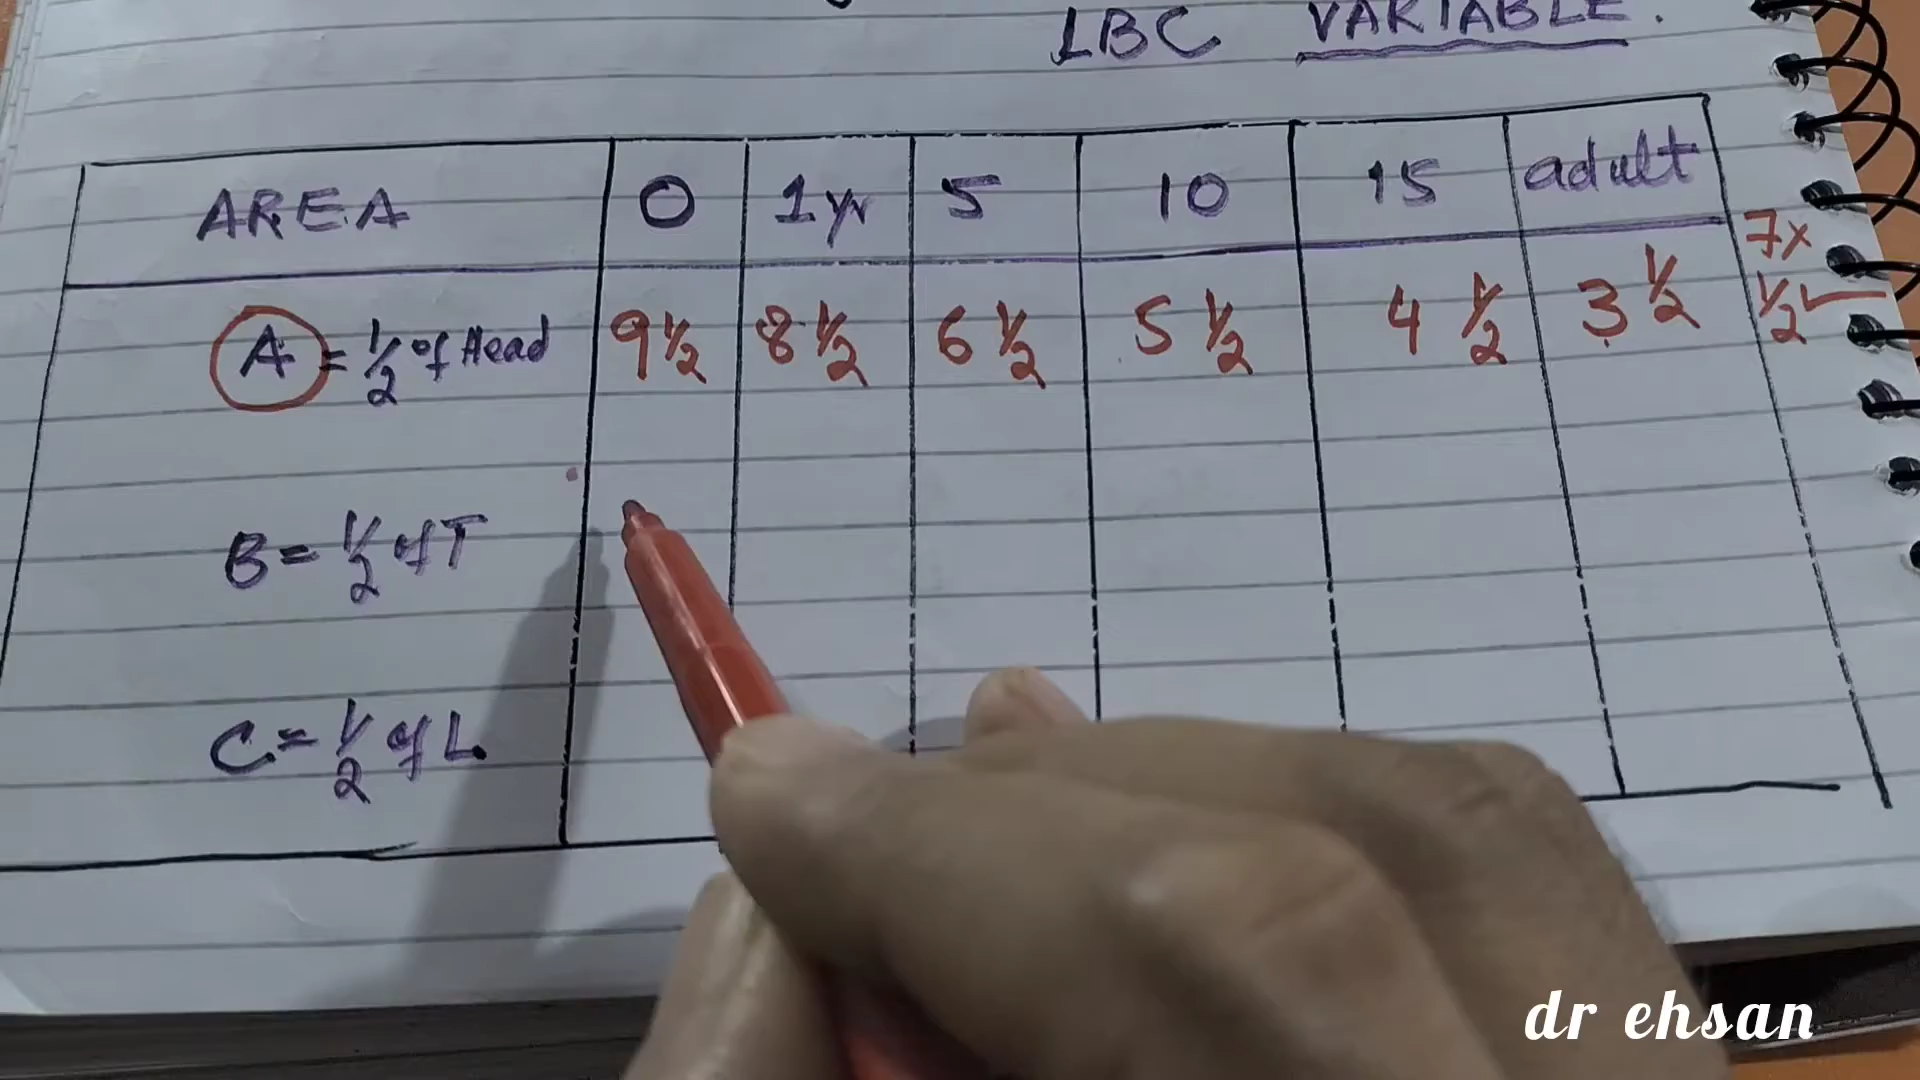 LBC VARIABLE.
AREA 0 1yr 5 10 15 adult
A = 1/2 of Head 9 1/2 8 1/2 6 1/2 5 1/2 4 1/2 3 1/2
7x
1/2
B = 1/2 of T
C = 1/2 of L
dr ehsan